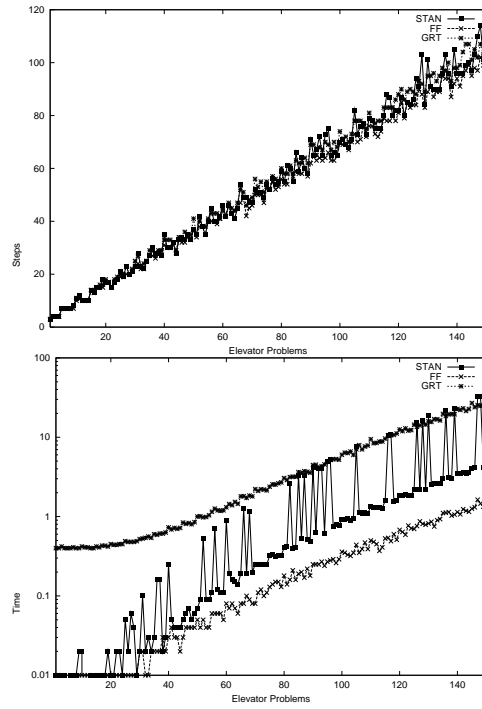 120
100
80
60
40
20
0
Steps
STAN
FF
GRT
0 20 40 60 80 100 120 140
Elevator Problems
100
10
1
0.1
0.01
Time
STAN
FF
GRT
20 40 60 80 100 120 140
Elevator Problems